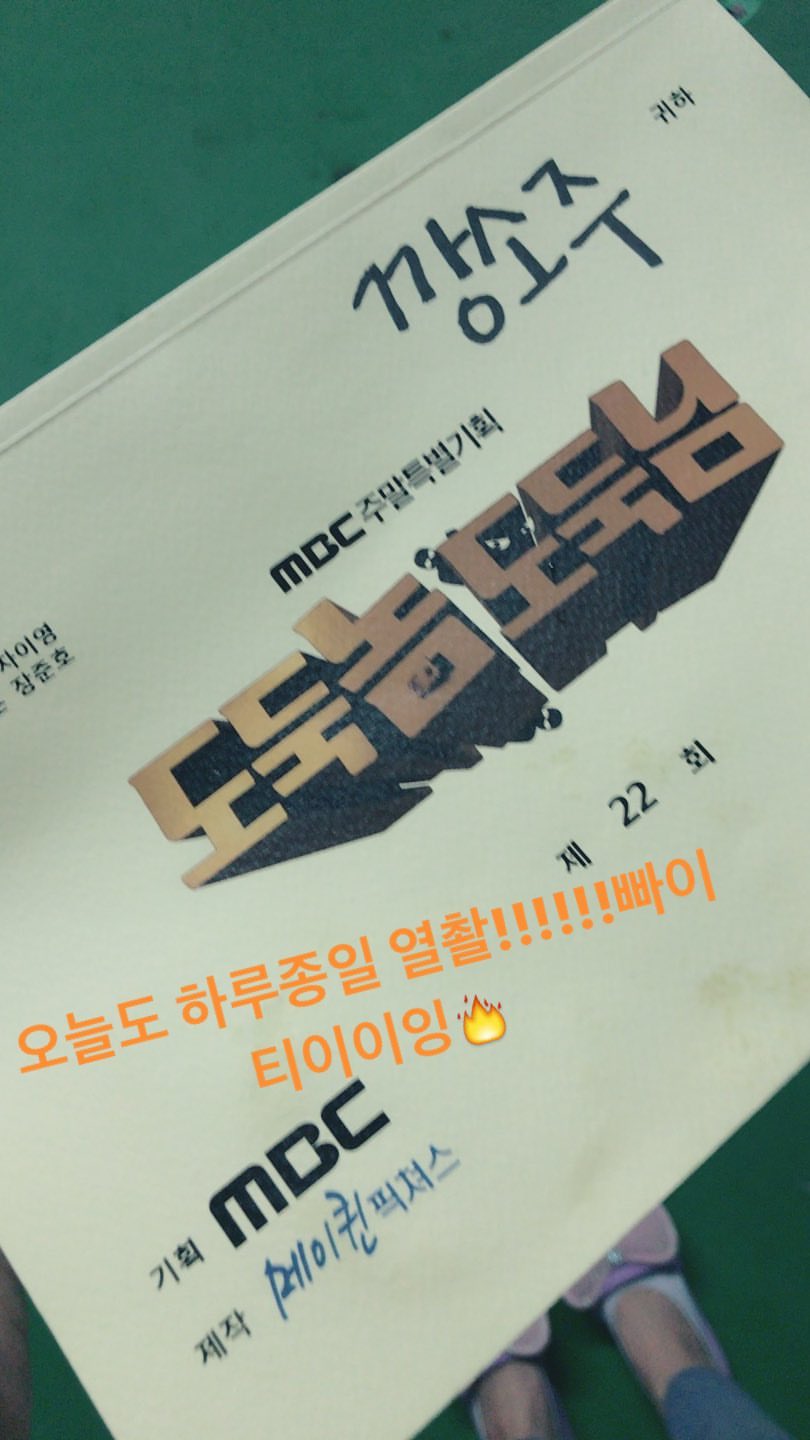 귀하
깡소주
MBC 주말특별기획
도둑놈 도둑님
차이영
장준호
제 22 회
오늘도 하루종일 열촬!!!!!!빠이
티이이잉🔥
기획 MBC
제작 메이퀸픽쳐스